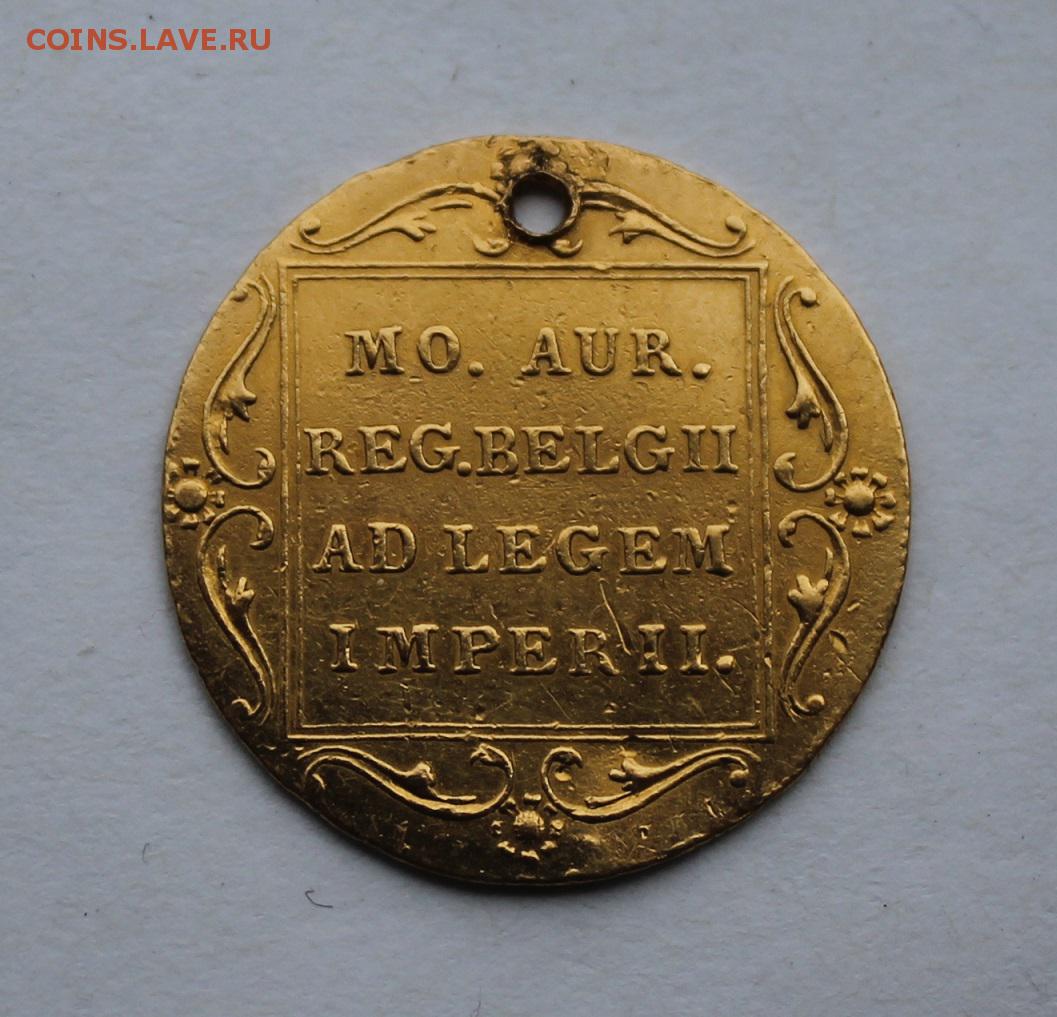 COINS.LAVE.RU
MO. AUR.
REG.BELGII
AD LEGEM
IMPERII.